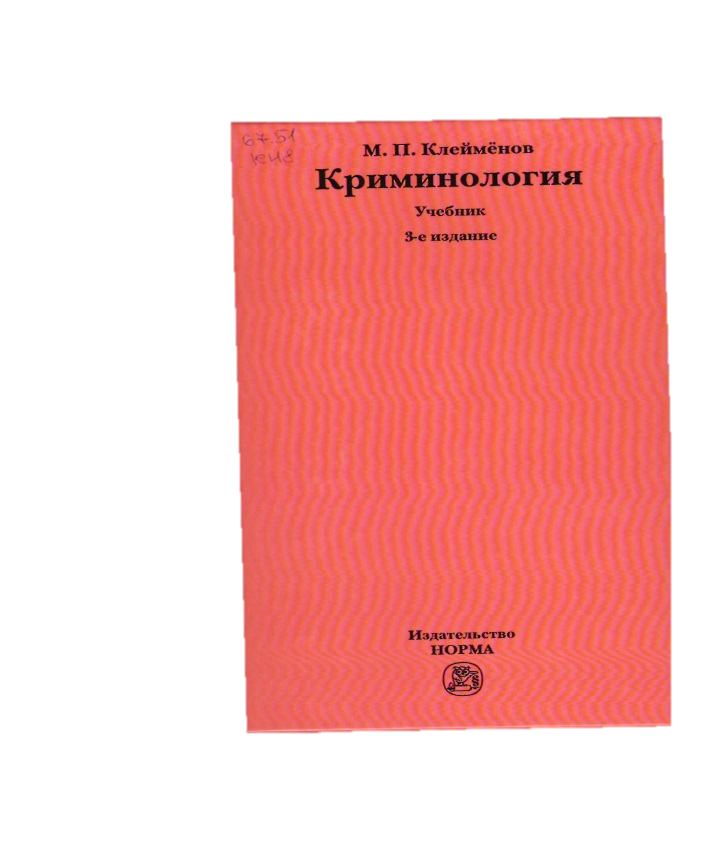 67.51
К48
М. П. Клеймёнов
Криминология
Учебник
3-е издание
Издательство
НОРМА